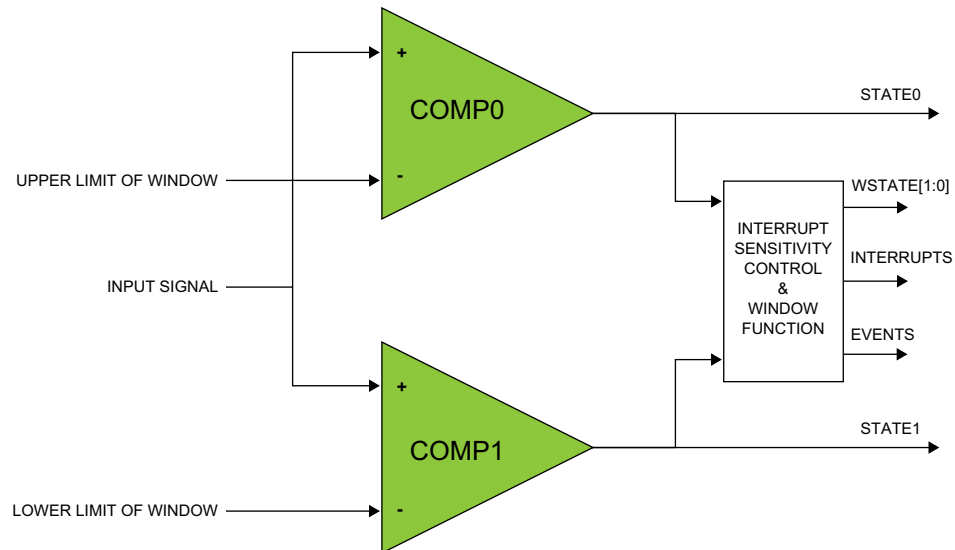 +
COMP0
-
STATE0
UPPER LIMIT OF WINDOW
WSTATE[1:0]
INTERRUPT
SENSITIVITY
CONTROL
&
WINDOW
FUNCTION
INTERRUPTS
EVENTS
INPUT SIGNAL
+
COMP1
-
STATE1
LOWER LIMIT OF WINDOW